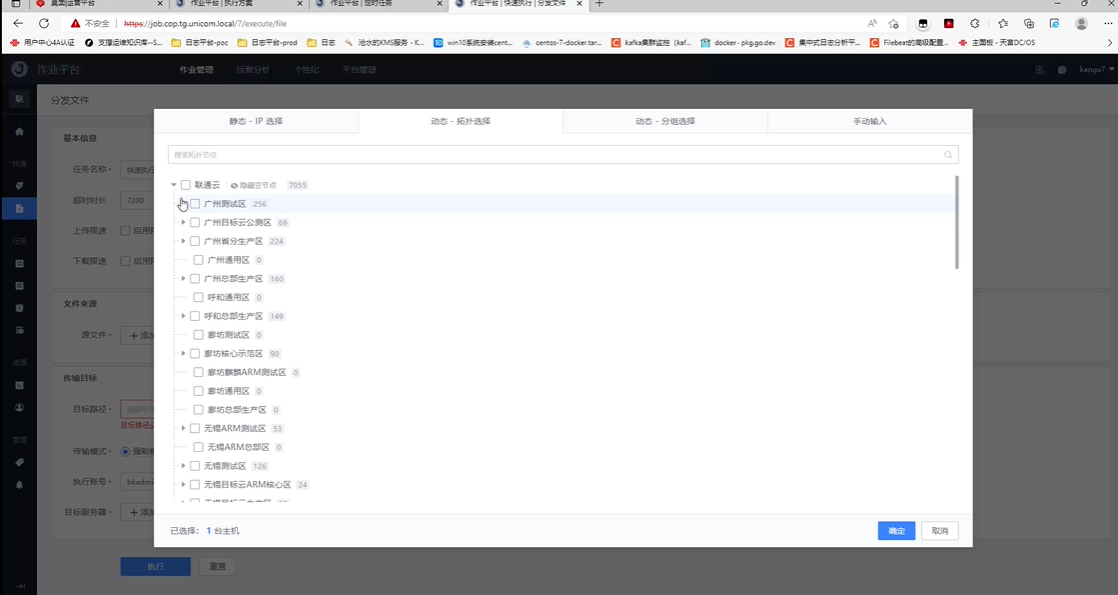 桌面|运营平台
作业平台 | 执行方案
作业平台 | 定时任务
作业平台 | 快速执行 | 分发文件
不安全
https://job.cop.tg.unicom.local/7/execute/file
用户中心4A认证
支撑运维知识库--S...
日志平台-poc
日志平台-prod
日志
沧水的KMS服务 - K...
win10系统安装cent...
centos-7-docker.tar...
kafka集群监控（kaf...
docker - pkg.go.dev
集中式日志分析平...
Filebeat的高级配置...
主面板 - 天宫DC/OS
作业平台
作业管理
运营分析
个性化
平台管理
kangx7
联
分发文件
静态 - IP 选择
动态 - 拓扑选择
动态 - 分组选择
手动输入
基本信息
搜索拓扑节点
快速
任务名称
快速执行
联通云
隐藏空节点
7055
超时时长
7200
广州测试区 256
广州目标云公测区 69
上传限速
启用
广州省分生产区 224
任务
广州通用区 0
下载限速
启用
广州总部生产区 160
呼和通用区 0
文件来源
呼和总部生产区 149
源文件
添加
廊坊测试区 0
廊坊核心示范区 90
资源
廊坊麒麟ARM测试区 0
传输目标
廊坊通用区 0
目标路径
廊坊总部生产区 0
目标路径
无锡ARM测试区 53
管理
传输模式
强制
无锡ARM总部区 0
无锡测试区 126
执行账号
bkadmi
无锡目标云ARM核心区 24
目标服务器
添加
已选择： 1 台主机
确定
取消
执行
重置